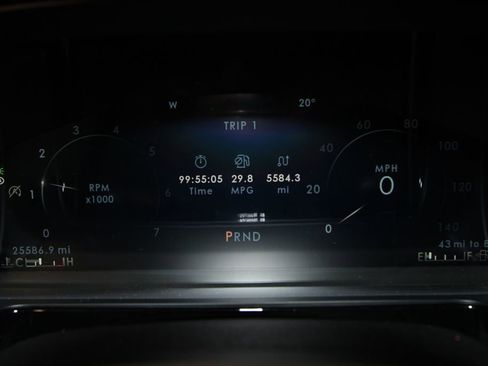 W 20°
TRIP 1
99:55:05 29.8 5584.3
Time MPG mi
0 1 2 3 4 5 6 7
RPM
x1000
0 20 40 60 80 100 120 140
MPH
0
PRND
25586.9 mi
43 mi to
C H
E F